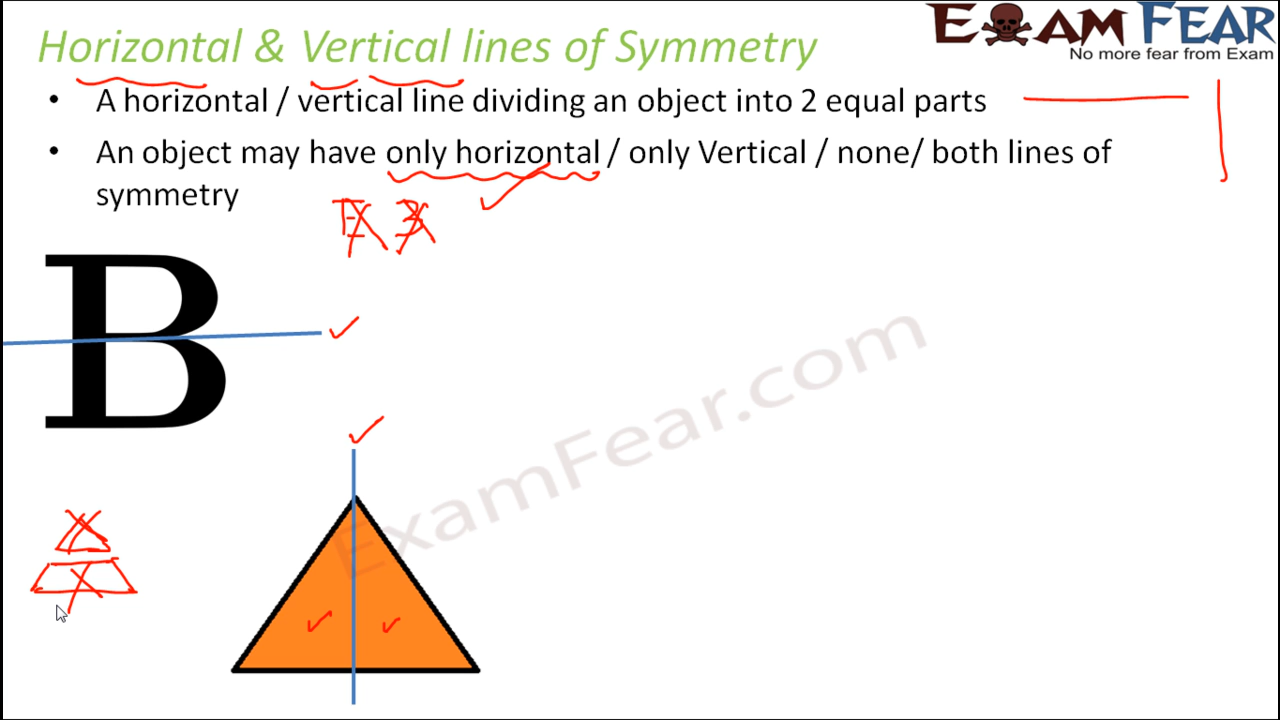 Horizontal & Vertical lines of Symmetry
EXAM FEAR
No more fear from Exam
• A horizontal / vertical line dividing an object into 2 equal parts
• An object may have only horizontal / only Vertical / none/ both lines of
symmetry
B
ExamFear.com